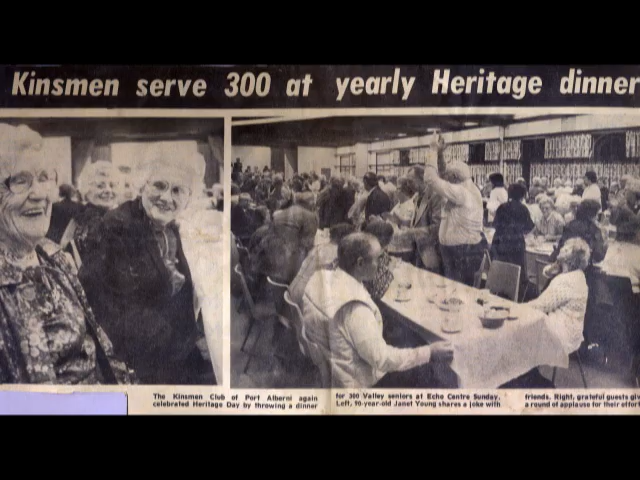 Kinsmen serve 300 at yearly Heritage dinner
The Kinsmen Club of Port Alberni again
celebrated Heritage Day by throwing a dinner
for 300 Valley seniors at Echo Centre Sunday.
Left, 90-year-old Janet Young shares a joke with
friends. Right, grateful guests giv
a round of applause for their effort